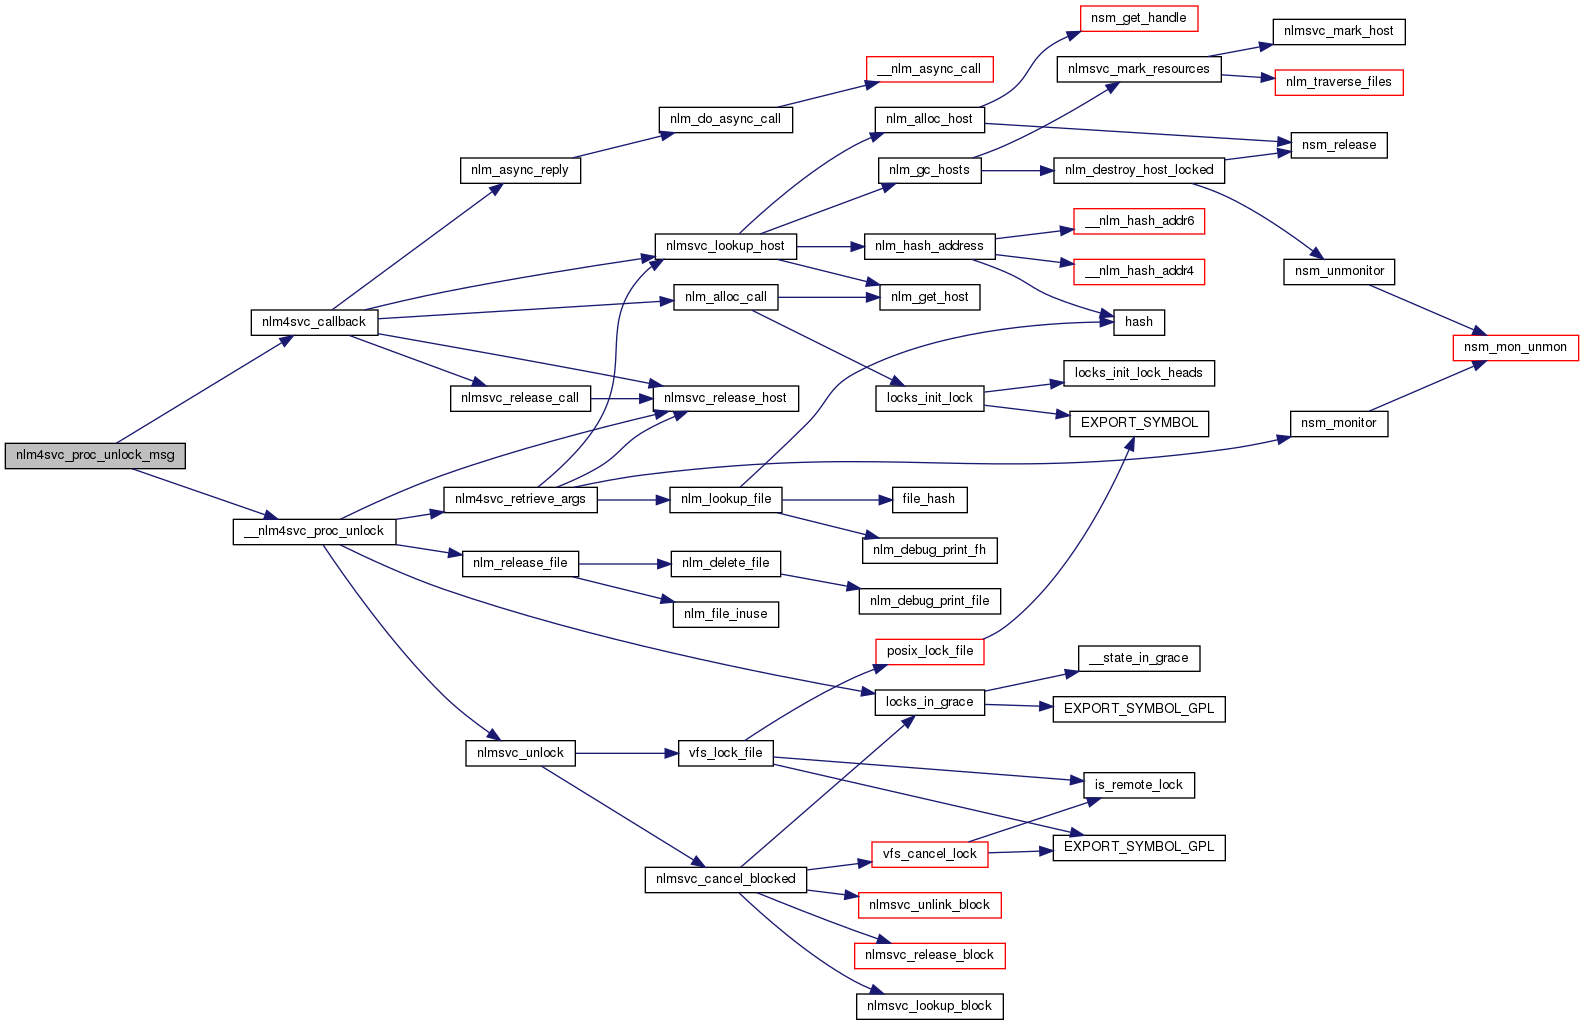 nsm_get_handle
nlmsvc_mark_host
__nlm_async_call
nlmsvc_mark_resources
nlm_traverse_files
nlm_do_async_call
nlm_alloc_host
nsm_release
nlm_async_reply
nlm_gc_hosts
nlm_destroy_host_locked
__nlm_hash_addr6
nlmsvc_lookup_host
nlm_hash_address
__nlm_hash_addr4
nsm_unmonitor
nlm_alloc_call
nlm_get_host
nlm4svc_callback
hash
nsm_mon_unmon
locks_init_lock_heads
nlmsvc_release_call
nlmsvc_release_host
locks_init_lock
EXPORT_SYMBOL
nsm_monitor
nlm4svc_proc_unlock_msg
nlm4svc_retrieve_args
nlm_lookup_file
file_hash
__nlm4svc_proc_unlock
nlm_debug_print_fh
nlm_release_file
nlm_delete_file
nlm_debug_print_file
nlm_file_inuse
posix_lock_file
__state_in_grace
locks_in_grace
EXPORT_SYMBOL_GPL
nlmsvc_unlock
vfs_lock_file
is_remote_lock
EXPORT_SYMBOL_GPL
vfs_cancel_lock
nlmsvc_cancel_blocked
nlmsvc_unlink_block
nlmsvc_release_block
nlmsvc_lookup_block